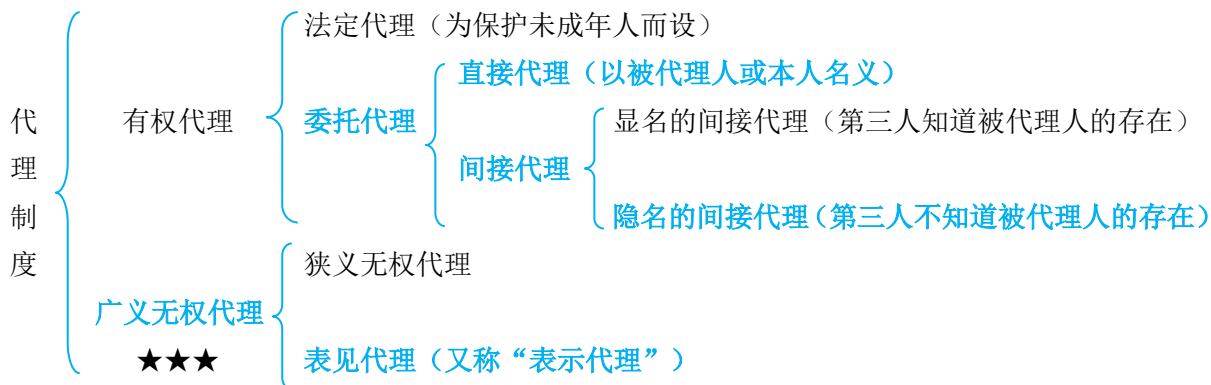 代理制度
有权代理
法定代理（为保护未成年人而设）
委托代理
直接代理（以被代理人或本人名义）
间接代理
显名的间接代理（第三人知道被代理人的存在）
隐名的间接代理（第三人不知道被代理人的存在）
广义无权代理
★★★
狭义无权代理
表见代理（又称“表示代理”）